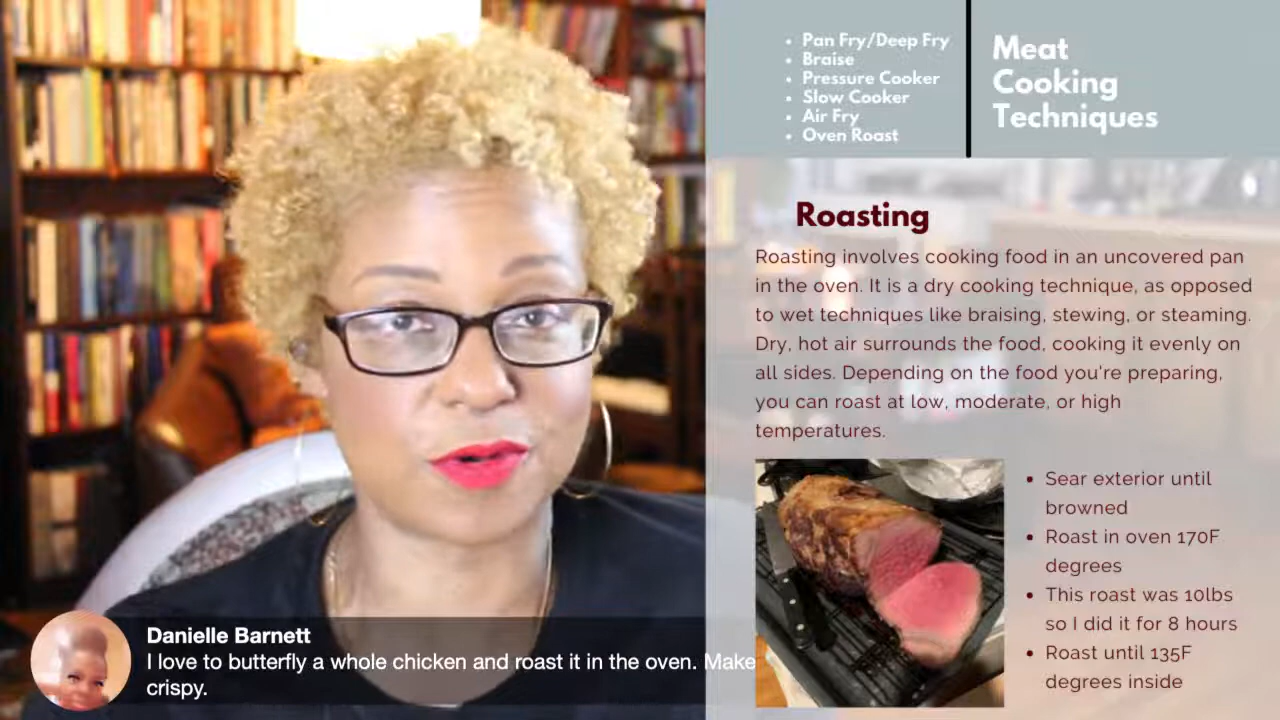 Pan Fry/Deep Fry
Braise
Pressure Cooker
Slow Cooker
Air Fry
Oven Roast
Meat
Cooking
Techniques
Roasting
Roasting involves cooking food in an uncovered pan
in the oven. It is a dry cooking technique, as opposed
to wet techniques like braising, stewing, or steaming.
Dry, hot air surrounds the food, cooking it evenly on
all sides. Depending on the food you're preparing,
you can roast at low, moderate, or high
temperatures.
Sear exterior until
browned
Roast in oven 170F
degrees
This roast was 10lbs
so I did it for 8 hours
Roast until 135F
degrees inside
Danielle Barnett
I love to butterfly a whole chicken and roast it in the oven. Make
crispy.